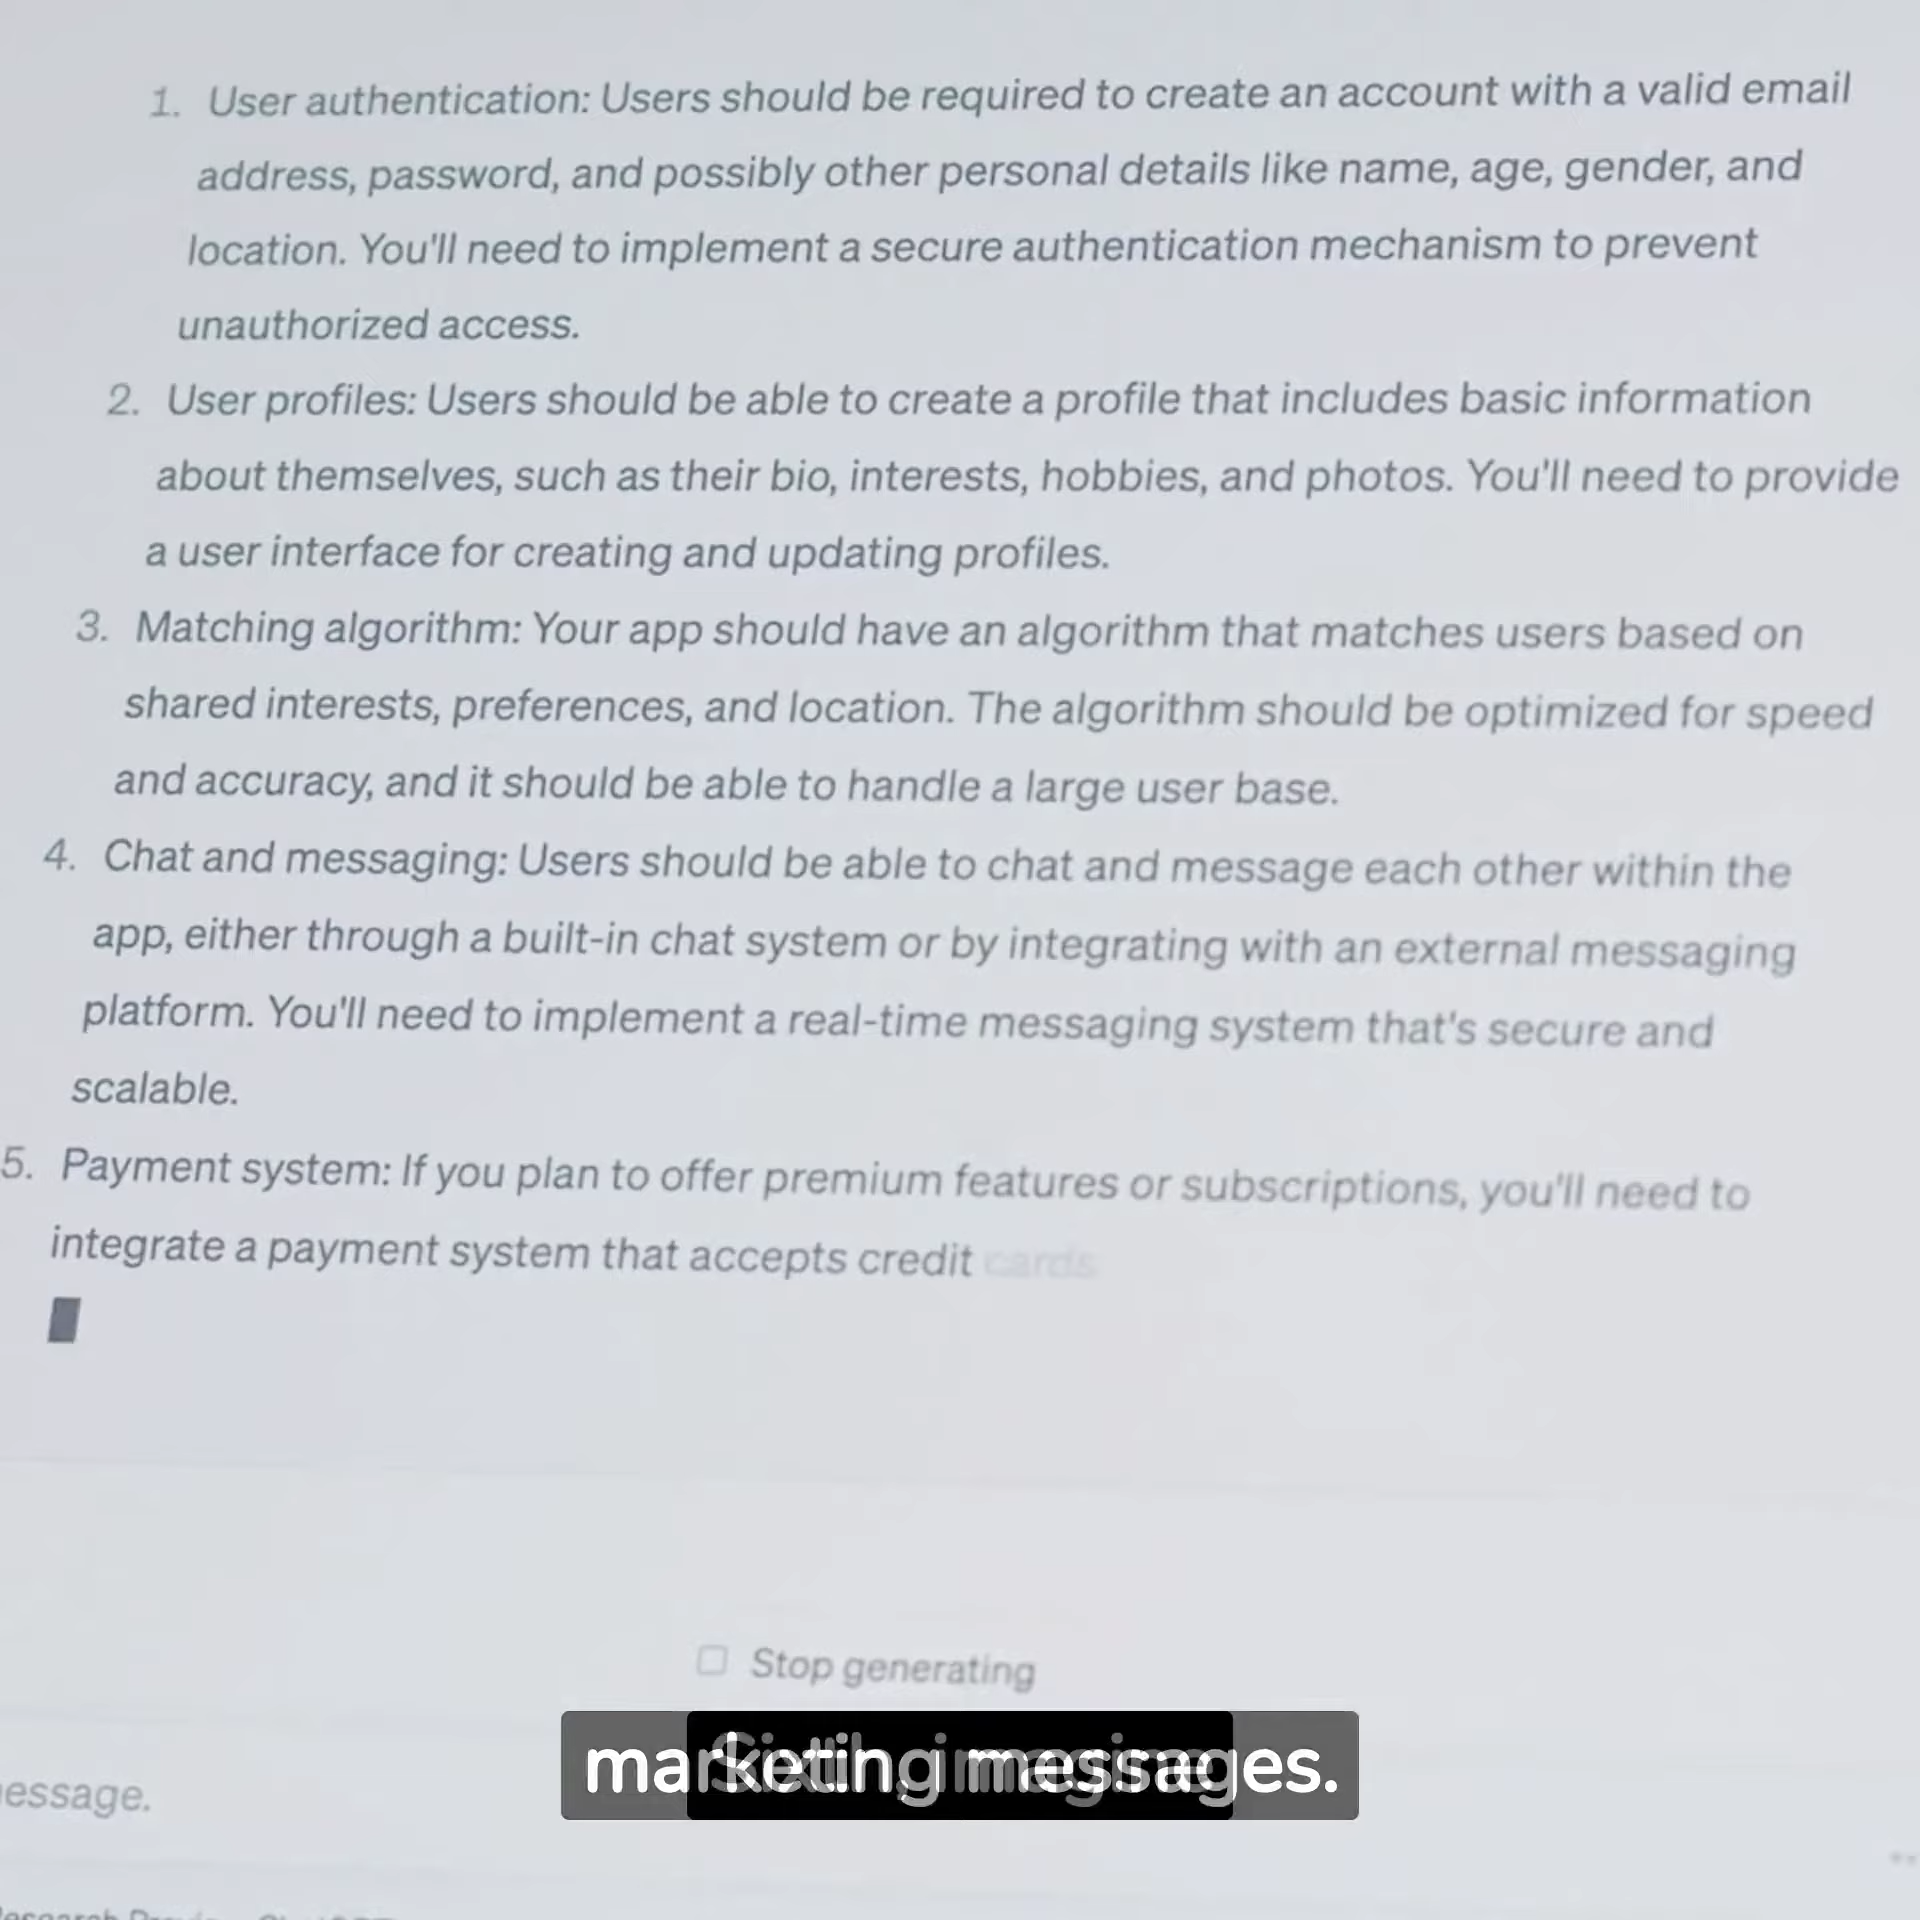 1. User authentication: Users should be required to create an account with a valid email
address, password, and possibly other personal details like name, age, gender, and
location. You'll need to implement a secure authentication mechanism to prevent
unauthorized access.
2. User profiles: Users should be able to create a profile that includes basic information
about themselves, such as their bio, interests, hobbies, and photos. You'll need to provide
a user interface for creating and updating profiles.
3. Matching algorithm: Your app should have an algorithm that matches users based on
shared interests, preferences, and location. The algorithm should be optimized for speed
and accuracy, and it should be able to handle a large user base.
4. Chat and messaging: Users should be able to chat and message each other within the
app, either through a built-in chat system or by integrating with an external messaging
platform. You'll need to implement a real-time messaging system that's secure and
scalable.
5. Payment system: If you plan to offer premium features or subscriptions, you'll need to
integrate a payment system that accepts credit cards
Stop generating
marketing messages.
essage.